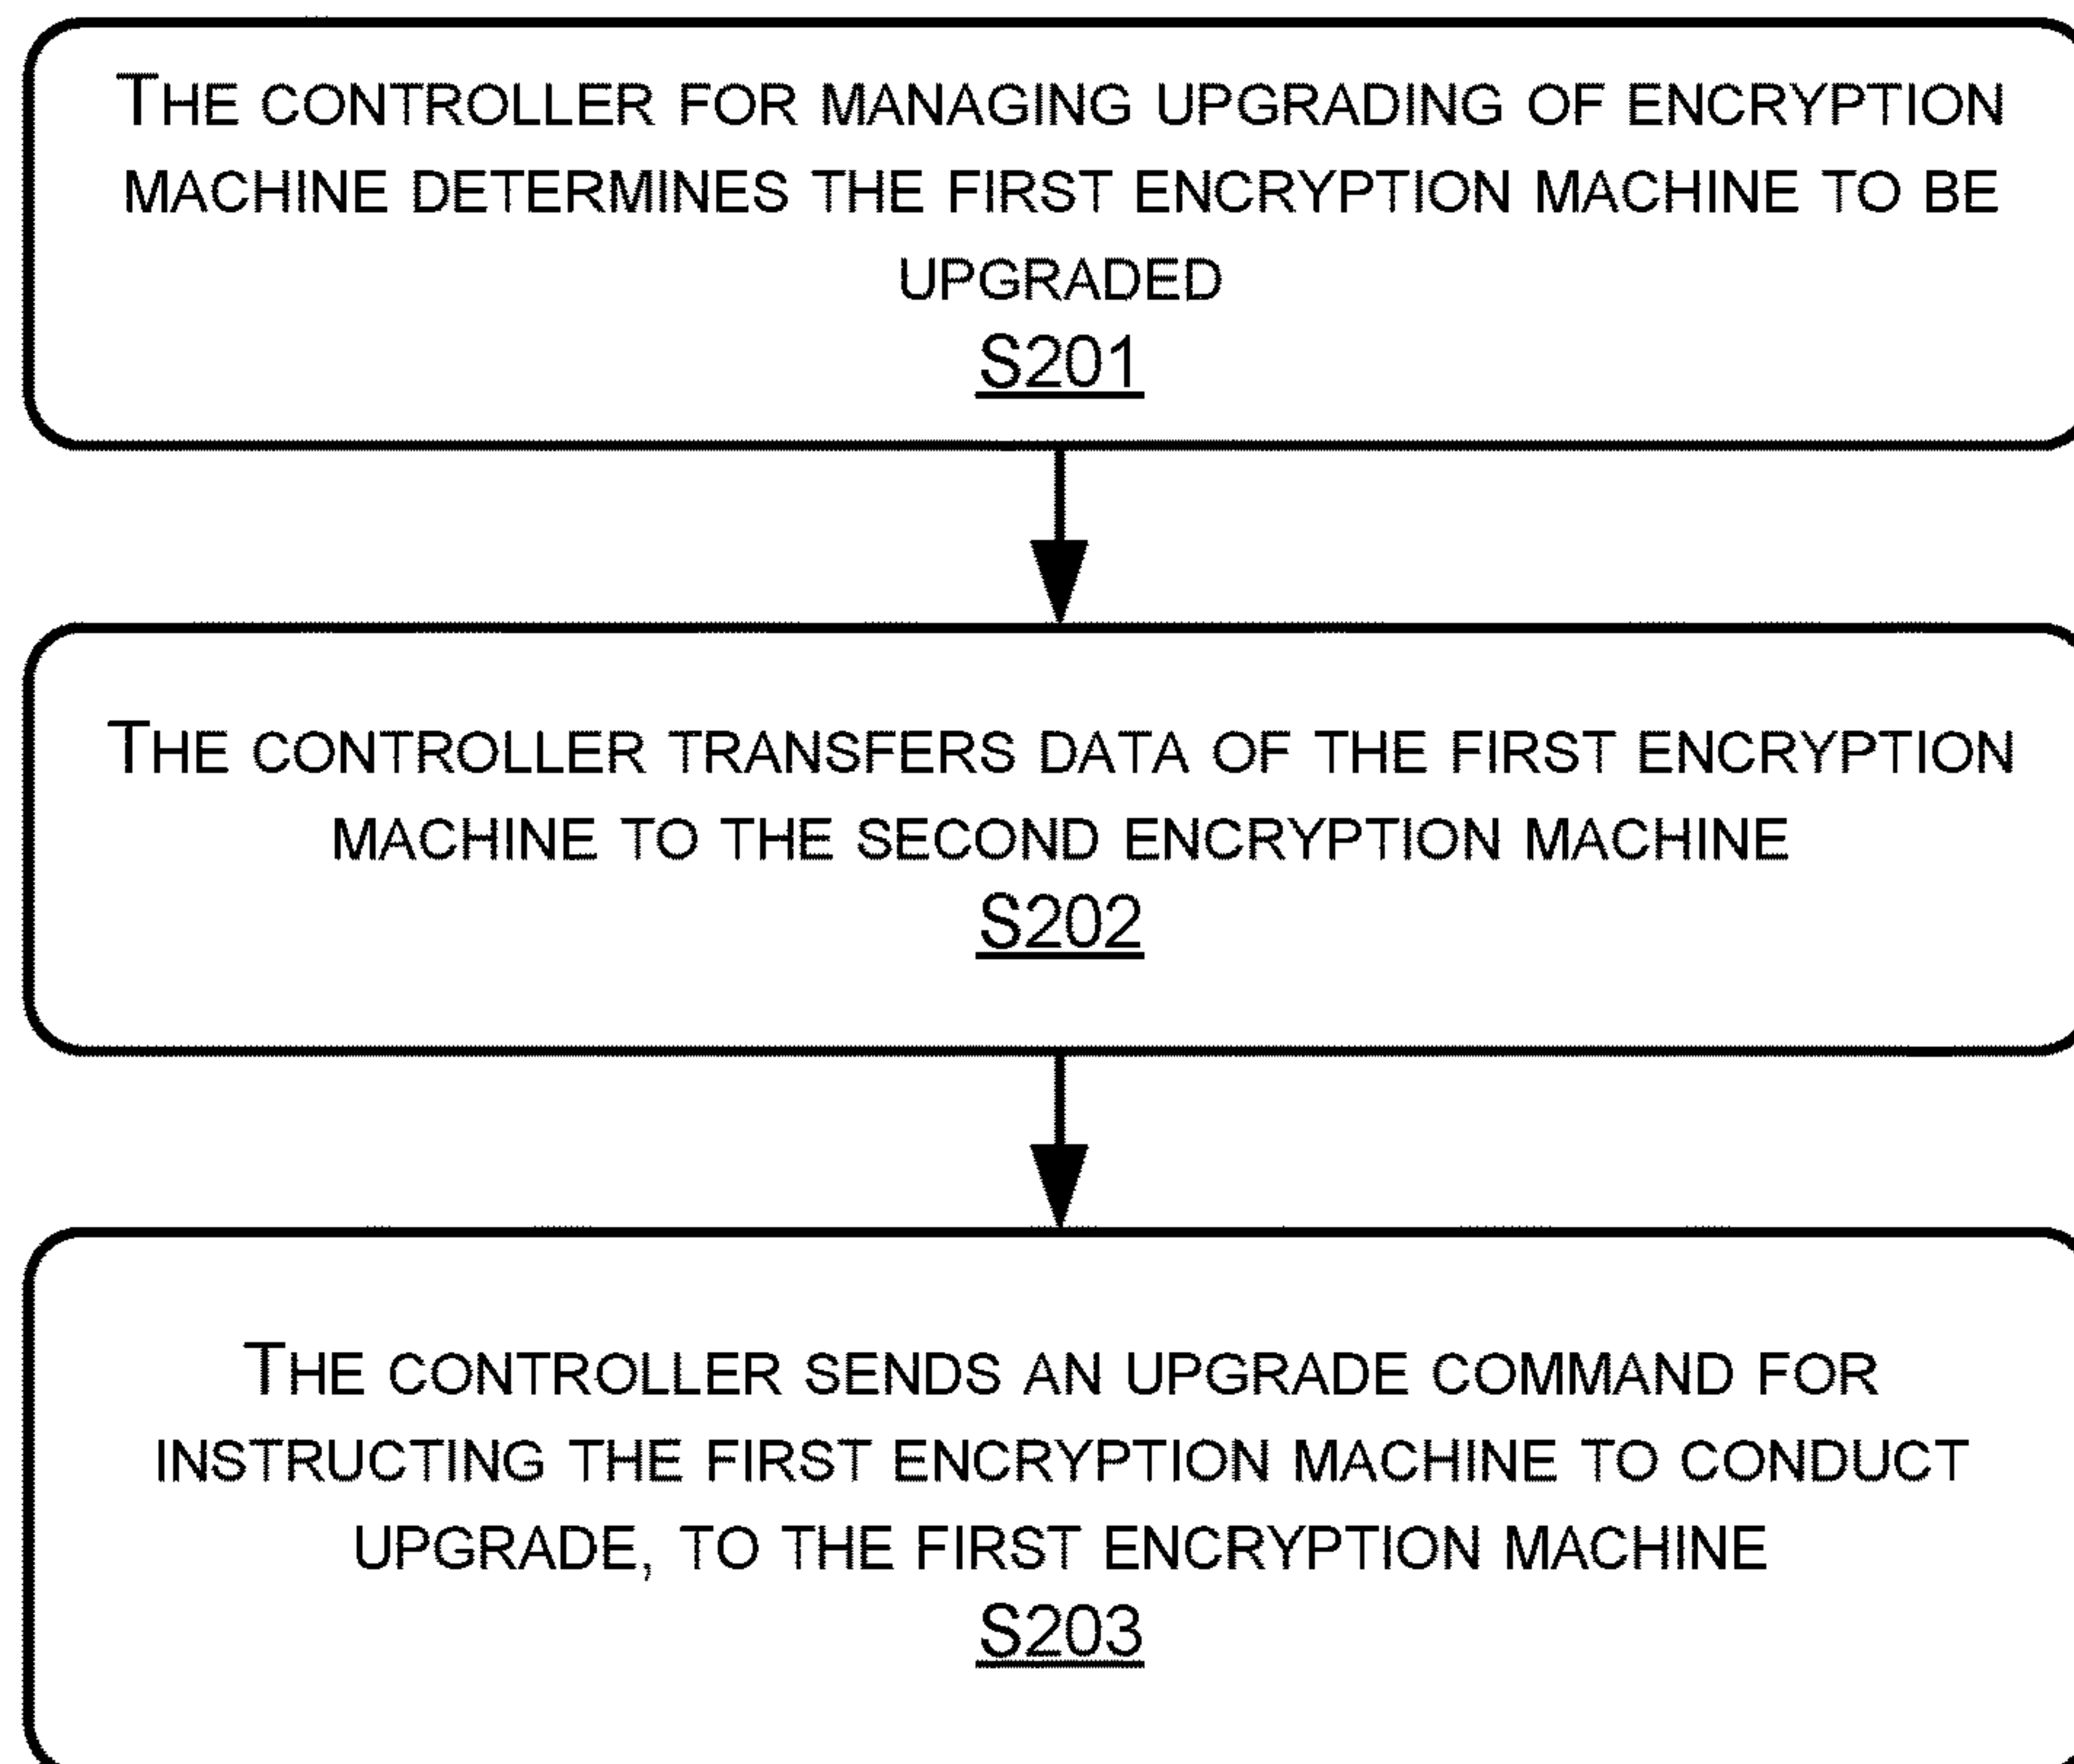 THE CONTROLLER FOR MANAGING UPGRADING OF ENCRYPTION
MACHINE DETERMINES THE FIRST ENCRYPTION MACHINE TO BE
UPGRADED
S201
THE CONTROLLER TRANSFERS DATA OF THE FIRST ENCRYPTION
MACHINE TO THE SECOND ENCRYPTION MACHINE
S202
THE CONTROLLER SENDS AN UPGRADE COMMAND FOR
INSTRUCTING THE FIRST ENCRYPTION MACHINE TO CONDUCT
UPGRADE, TO THE FIRST ENCRYPTION MACHINE
S203